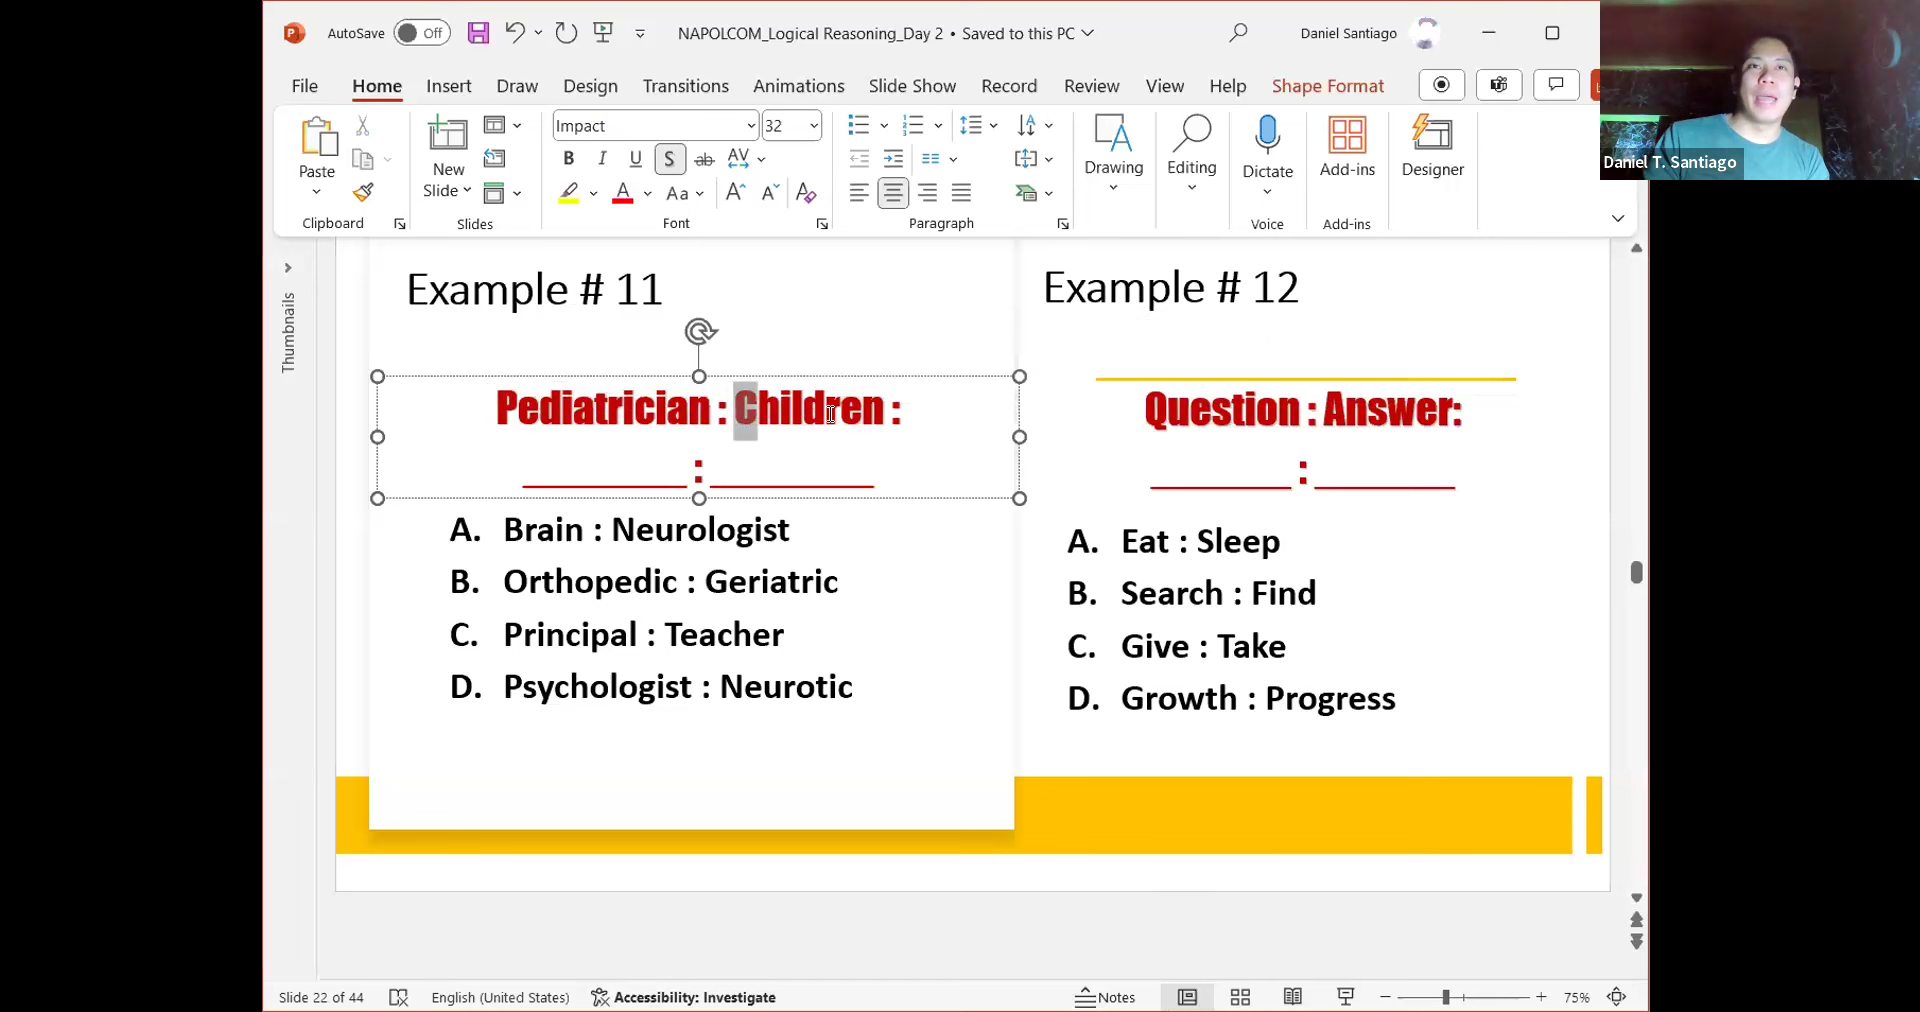 AutoSave Off NAPOLCOM_Logical Reasoning_Day 2 • Saved to this PC Daniel Santiago
File Home Insert Draw Design Transitions Animations Slide Show Record Review View Help Shape Format
Impact 32
Paste New Slide Drawing Editing Dictate Add-ins Designer
Clipboard Slides Font Paragraph Voice Add-ins
Daniel T. Santiago
Thumbnails
Example # 11
Pediatrician : Children :
________ : ________
A. Brain : Neurologist
B. Orthopedic : Geriatric
C. Principal : Teacher
D. Psychologist : Neurotic
Example # 12
Question : Answer:
_______ : _______
A. Eat : Sleep
B. Search : Find
C. Give : Take
D. Growth : Progress
Slide 22 of 44 English (United States) Accessibility: Investigate Notes 75%